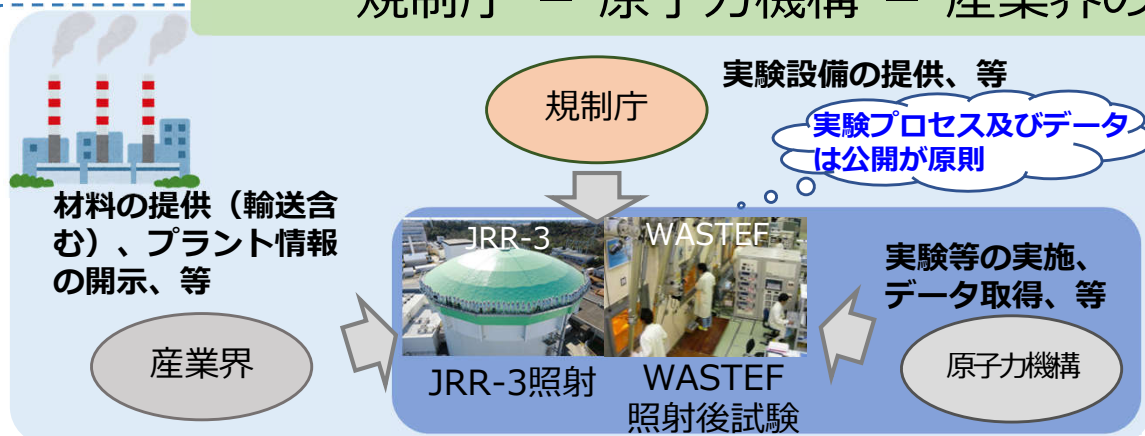 規制庁 － 原子力機構 － 産業界の
規制庁
実験設備の提供、等
実験プロセス及びデータ
は公開が原則
材料の提供（輸送含
む）、プラント情報
の開示、等
産業界
JRR-3
WASTEF
JRR-3照射
WASTEF
照射後試験
実験等の実施、
データ取得、等
原子力機構